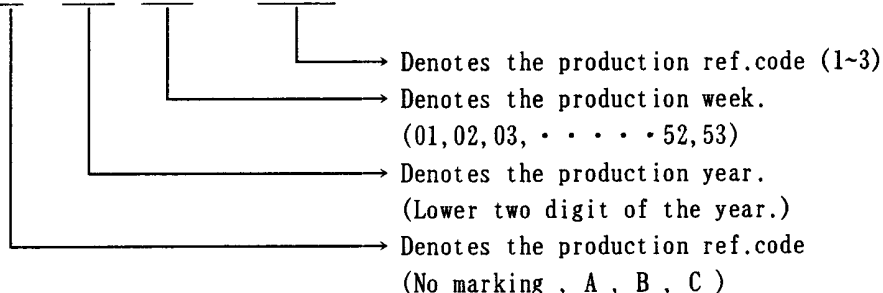 Denotes the production ref.code (1~3)
Denotes the production week.
(01,02,03, ・ ・ ・ ・ ・ 52,53)
Denotes the production year.
(Lower two digit of the year.)
Denotes the production ref.code
(No marking , A , B , C )